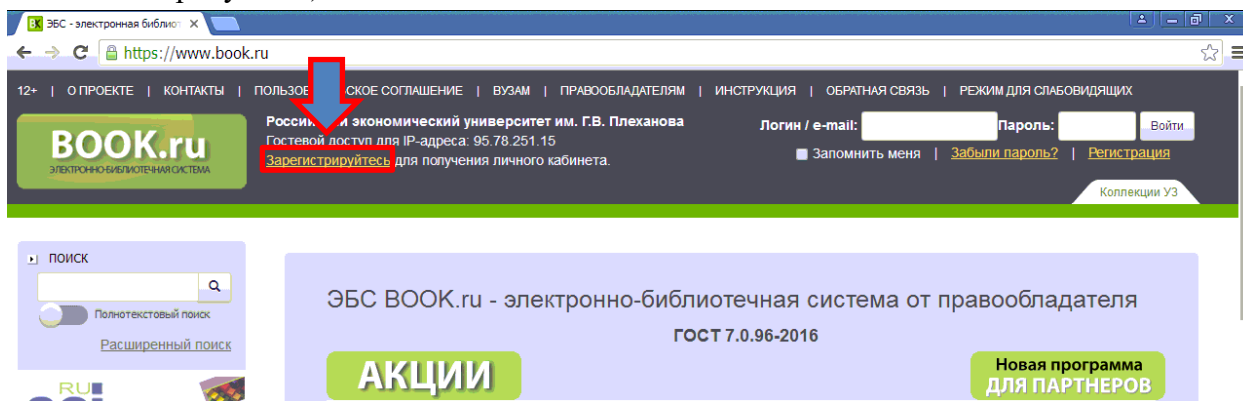 ЭБС - электронная библиот
https://www.book.ru
12+ | О ПРОЕКТЕ | КОНТАКТЫ | ПОЛЬЗОВ СКОЕ СОГЛАШЕНИЕ | ВУЗАМ | ПРАВООБЛАДАТЕЛЯМ | ИНСТРУКЦИЯ | ОБРАТНАЯ СВЯЗЬ | РЕЖИМ ДЛЯ СЛАБОВИДЯЩИХ
BOOK.ru
ЭЛЕКТРОННО-БИБЛИОТЕЧНАЯ СИСТЕМА
Росси й экономический университет им. Г.В. Плеханова
Гостевой доступ для IP-адреса: 95.78.251.15
Зарегистрируйтесь для получения личного кабинета.
Логин / e-mail: Пароль: Войти
Запомнить меня | Забыли пароль? | Регистрация
Коллекции УЗ
ПОИСК
Полнотекстовый поиск
Расширенный поиск
ЭБС BOOK.ru - электронно-библиотечная система от правообладателя
ГОСТ 7.0.96-2016
АКЦИИ
Новая программа
ДЛЯ ПАРТНЕРОВ
RU